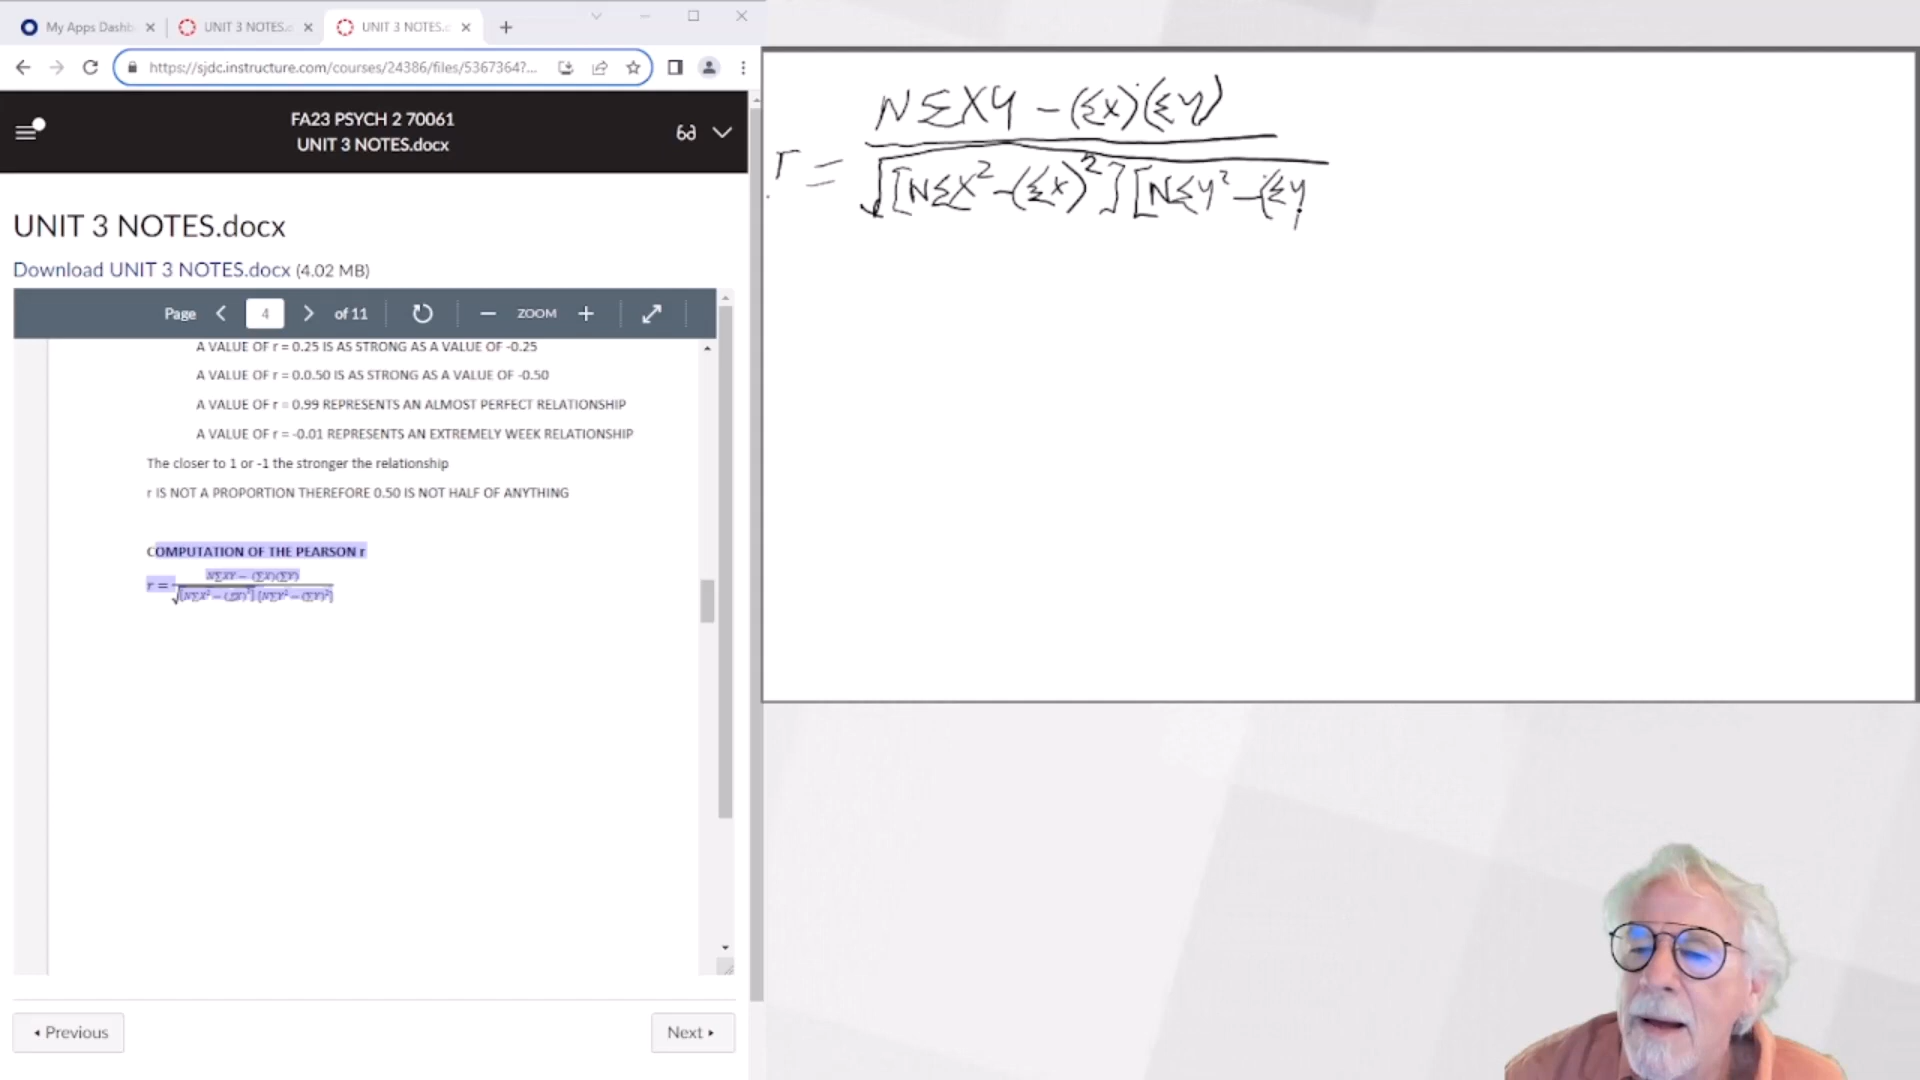 My Apps Dashb
UNIT 3 NOTES.c
UNIT 3 NOTES.c
https://sjdc.instructure.com/courses/24386/files/5367364?...
FA23 PSYCH 2 70061
UNIT 3 NOTES.docx
UNIT 3 NOTES.docx
Download UNIT 3 NOTES.docx (4.02 MB)
Page 4 of 11 ZOOM
A VALUE OF r = 0.25 IS AS STRONG AS A VALUE OF -0.25
A VALUE OF r = 0.0.50 IS AS STRONG AS A VALUE OF -0.50
A VALUE OF r = 0.99 REPRESENTS AN ALMOST PERFECT RELATIONSHIP
A VALUE OF r = -0.01 REPRESENTS AN EXTREMELY WEEK RELATIONSHIP
The closer to 1 or -1 the stronger the relationship
r IS NOT A PROPORTION THEREFORE 0.50 IS NOT HALF OF ANYTHING
COMPUTATION OF THE PEARSON r
N∑XY − (∑X)(∑Y)
r =
√[N∑X² − (∑X)²] [N∑Y² − (∑Y)²]
Previous
Next
NΣXY − (Σx)(Σy)
r =
√[NΣX² − (Σx)²] [NΣY² − (Σy